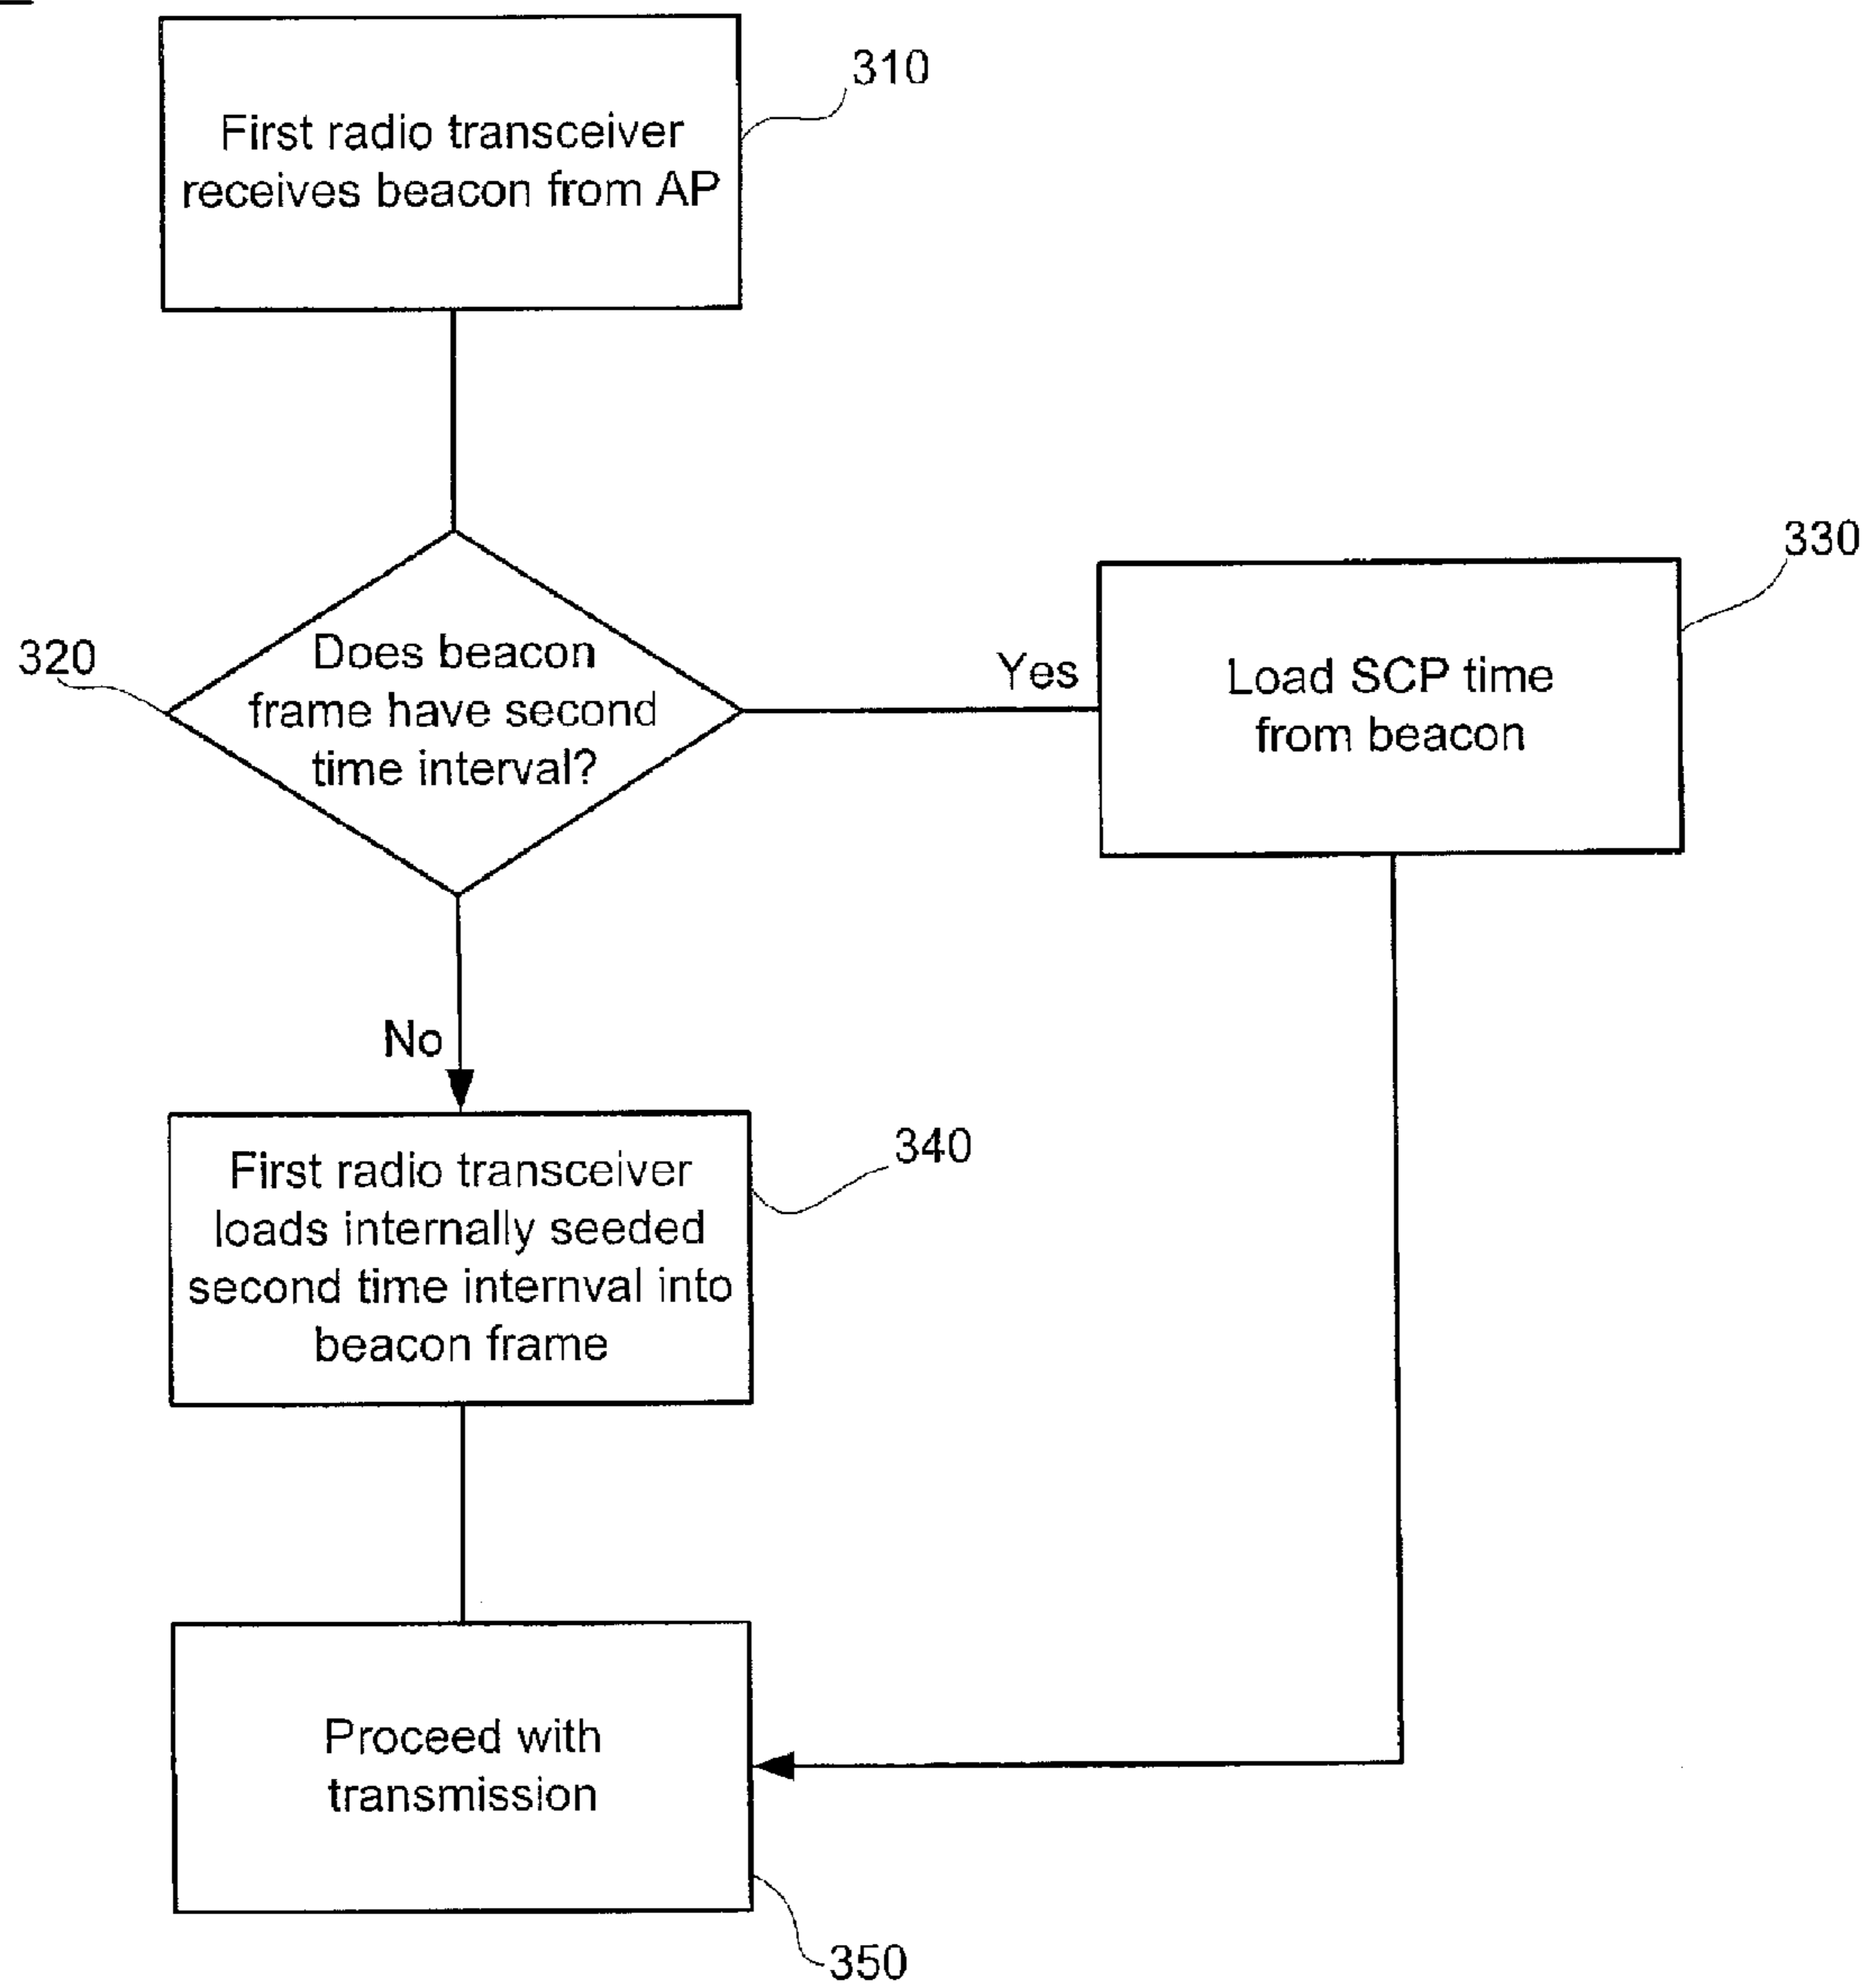 310
First radio transceiver
receives beacon from AP
320
Does beacon
frame have second
time interval?
Yes
330
Load SCP time
from beacon
No
340
First radio transceiver
loads internally seeded
second time internval into
beacon frame
Proceed with
transmission
350